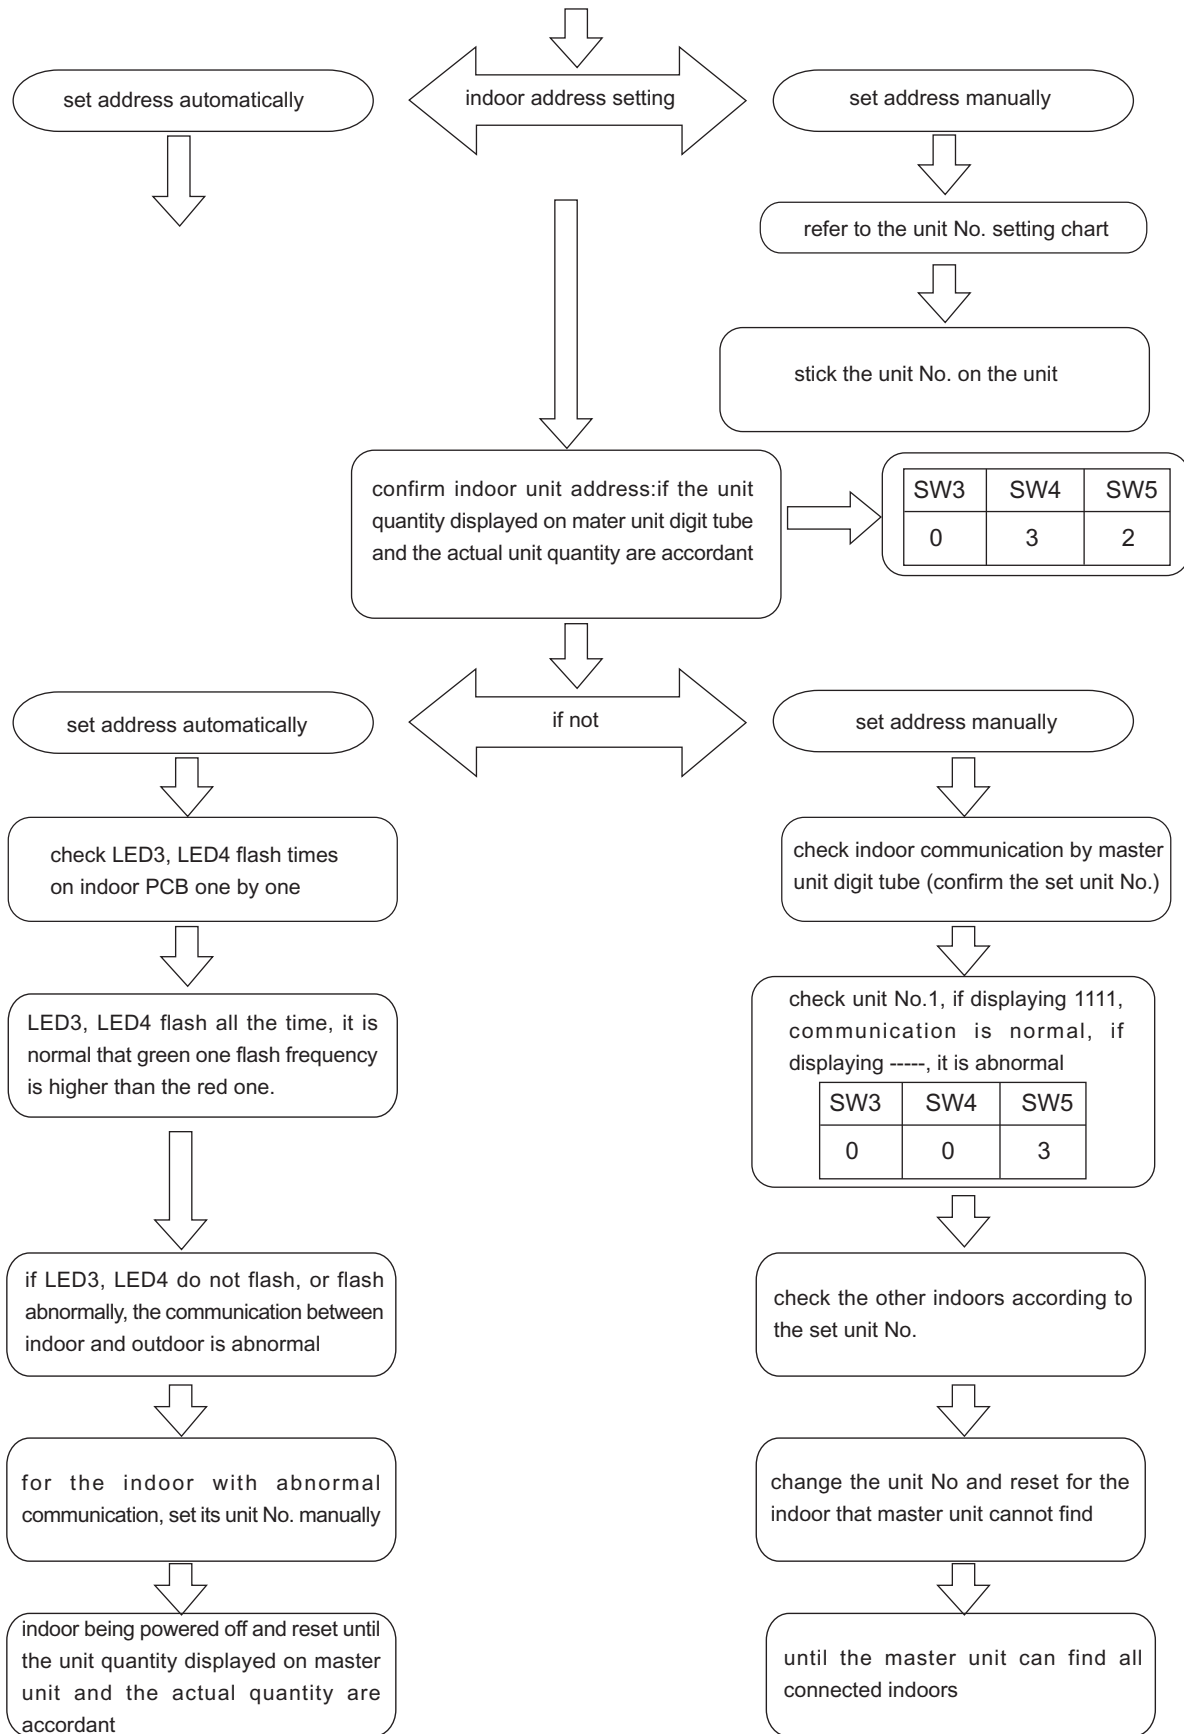 set address automatically
indoor address setting
set address manually
refer to the unit No. setting chart
stick the unit No. on the unit
confirm indoor unit address:if the unit
quantity displayed on mater unit digit tube
and the actual unit quantity are accordant
SW3 SW4 SW5
0 3 2
set address automatically
if not
set address manually
check LED3, LED4 flash times
on indoor PCB one by one
check indoor communication by master
unit digit tube (confirm the set unit No.)
LED3, LED4 flash all the time, it is
normal that green one flash frequency
is higher than the red one.
check unit No.1, if displaying 1111,
communication is normal, if
displaying -----, it is abnormal
SW3 SW4 SW5
0 0 3
if LED3, LED4 do not flash, or flash
abnormally, the communication between
indoor and outdoor is abnormal
check the other indoors according to
the set unit No.
for the indoor with abnormal
communication, set its unit No. manually
change the unit No and reset for the
indoor that master unit cannot find
indoor being powered off and reset until
the unit quantity displayed on master
unit and the actual quantity are
accordant
until the master unit can find all
connected indoors